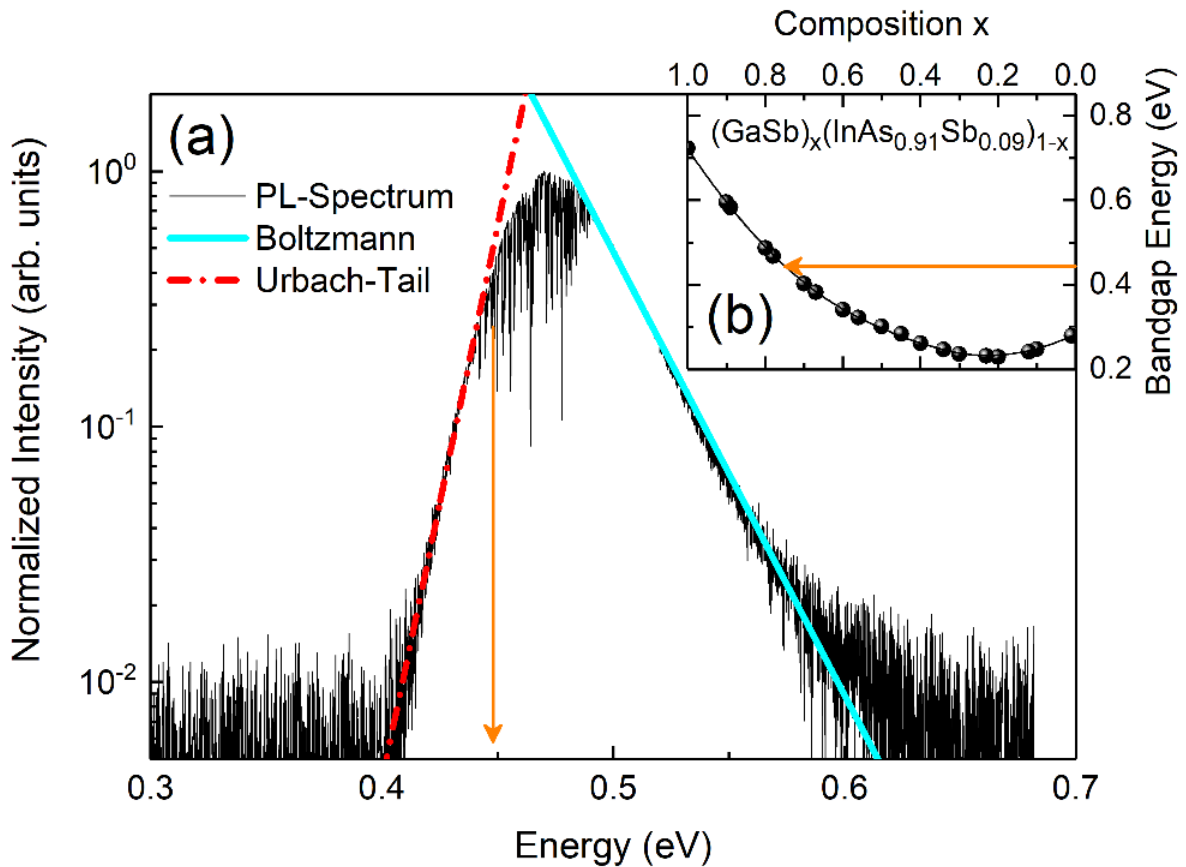 Composition x
1.0 0.8 0.6 0.4 0.2 0.0
(a)
(GaSb)ₓ(InAs₀.₉₁Sb₀.₀₉)₁₋ₓ
0.8
PL-Spectrum
Boltzmann
Urbach-Tail
0.6
0.4
(b)
0.2
Bandgap Energy (eV)
Normalized Intensity (arb. units)
10⁰
10⁻¹
10⁻²
0.3 0.4 0.5 0.6 0.7
Energy (eV)